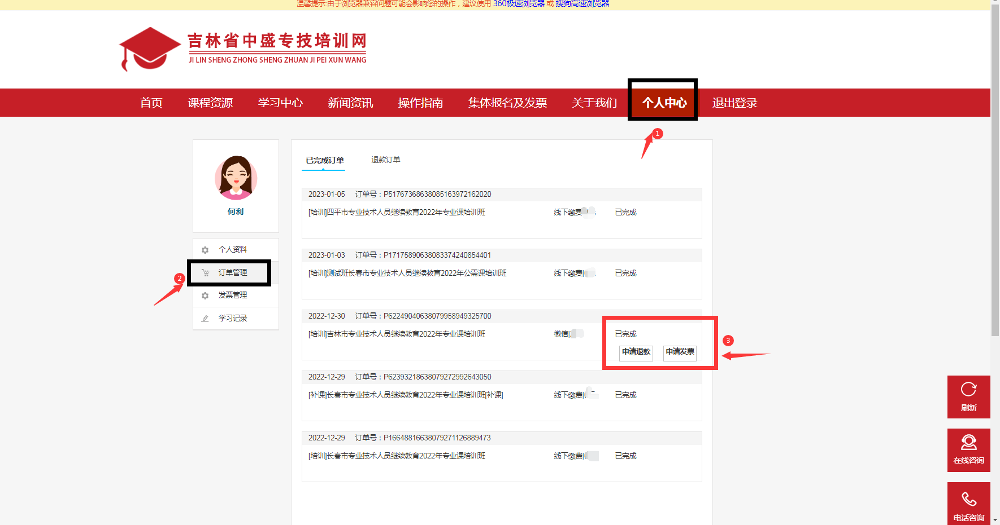 温馨提示:由于浏览器兼容问题可能会影响您的操作，建议使用 360极速浏览器 或 搜狗高速浏览器
吉林省中盛专技培训网
JI LIN SHENG ZHONG SHENG ZHUAN JI PEI XUN WANG
首页 课程资源 学习中心 新闻资讯 操作指南 集体报名及发票 关于我们 个人中心 退出登录
1
何利
个人资料
订单管理
2
发票管理
学习记录
已完成订单 退款订单
2023-01-05 订单号：P51767368638085163972162020
[培训]四平市专业技术人员继续教育2022年专业课培训班 线下缴费 已完成
2023-01-03 订单号：P17175890638083374240854401
[培训]测试班长春市专业技术人员继续教育2022年公需课培训班 线下缴费| 已完成
2022-12-30 订单号：P62249040638079958949325700
[培训]吉林市专业技术人员继续教育2022年专业课培训班 微信| 已完成
申请退款 申请发票
3
2022-12-29 订单号：P62393218638079272992643050
[补课]长春市专业技术人员继续教育2022年专业课培训班[补课] 线下缴费| 已完成
2022-12-29 订单号：P16648816638079271126889473
[培训]长春市专业技术人员继续教育2022年专业课培训班 线下缴费| 已完成
刷新
在线咨询
电话咨询